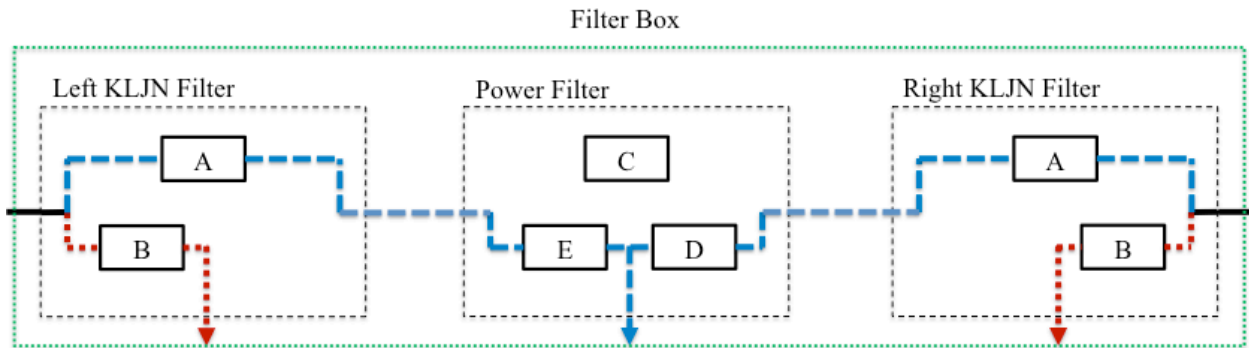 Filter Box
Left KLJN Filter
Power Filter
Right KLJN Filter
A
C
A
B
E
D
B